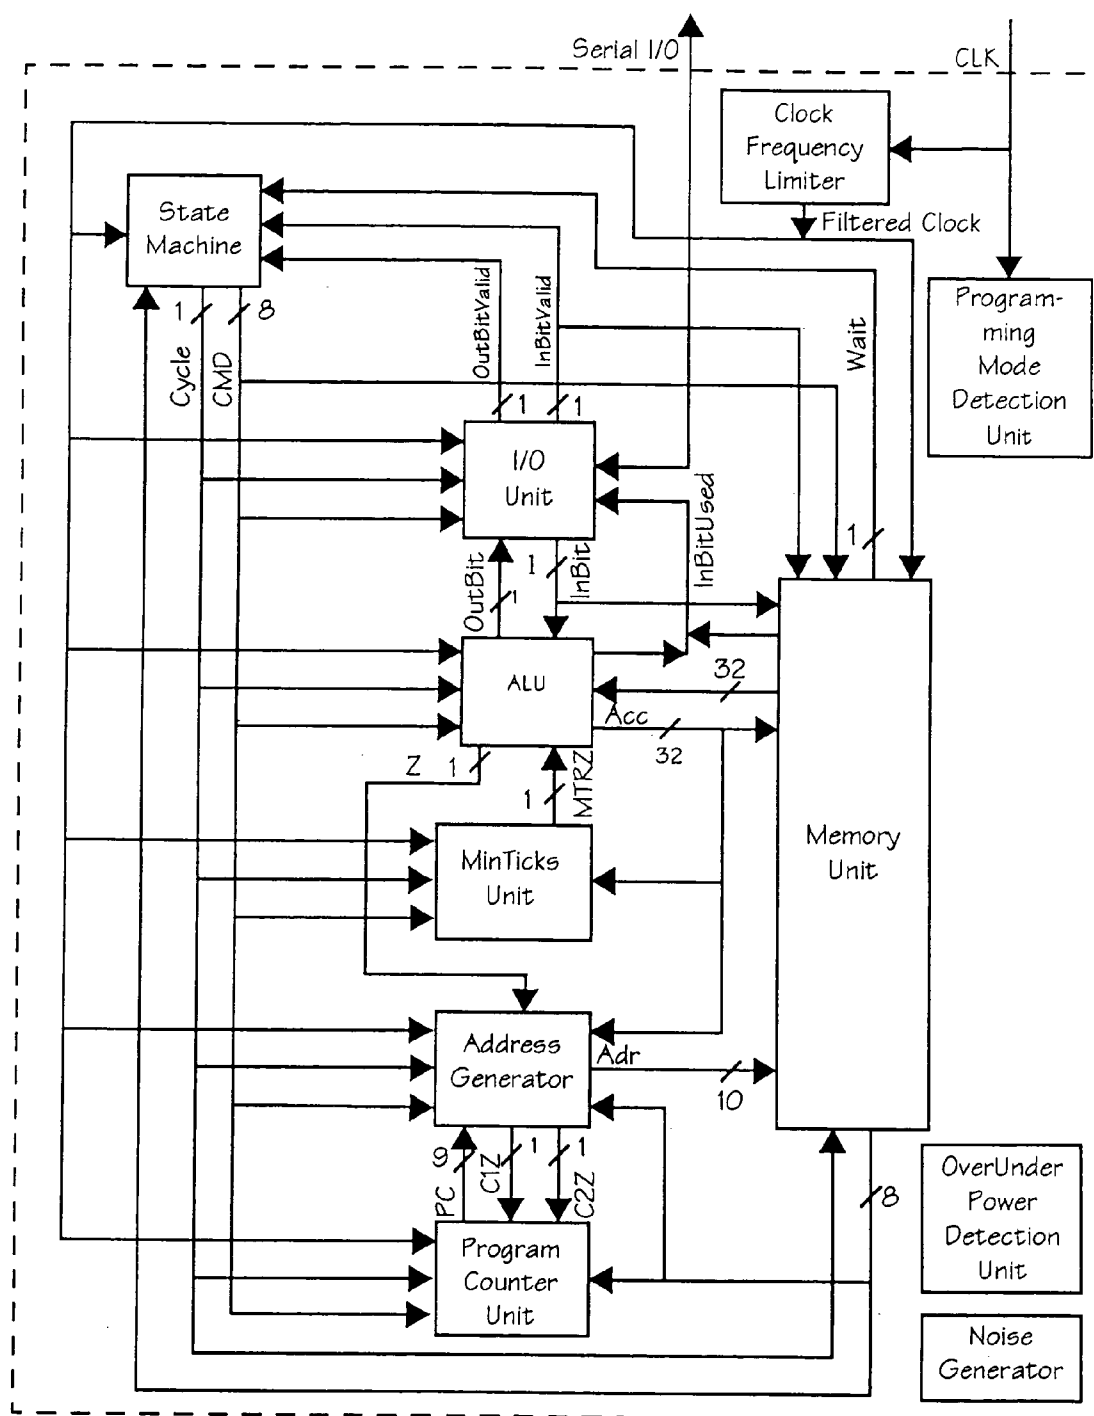 Serial I/O
CLK
Clock
Frequency
Limiter
Filtered Clock
State
Machine
Program-
ming
Mode
Detection
Unit
1
8
Cycle
CMD
OutBitValid
InBitValid
Wait
1
1
1
I/O
Unit
OutBit
1
1
InBit
InBitUsed
ALU
32
Acc
32
Z
1
1
MTRZ
MinTicks
Unit
Memory
Unit
Address
Generator
Adr
10
9
PC
C1Z
1
1
C2Z
8
Program
Counter
Unit
OverUnder
Power
Detection
Unit
Noise
Generator